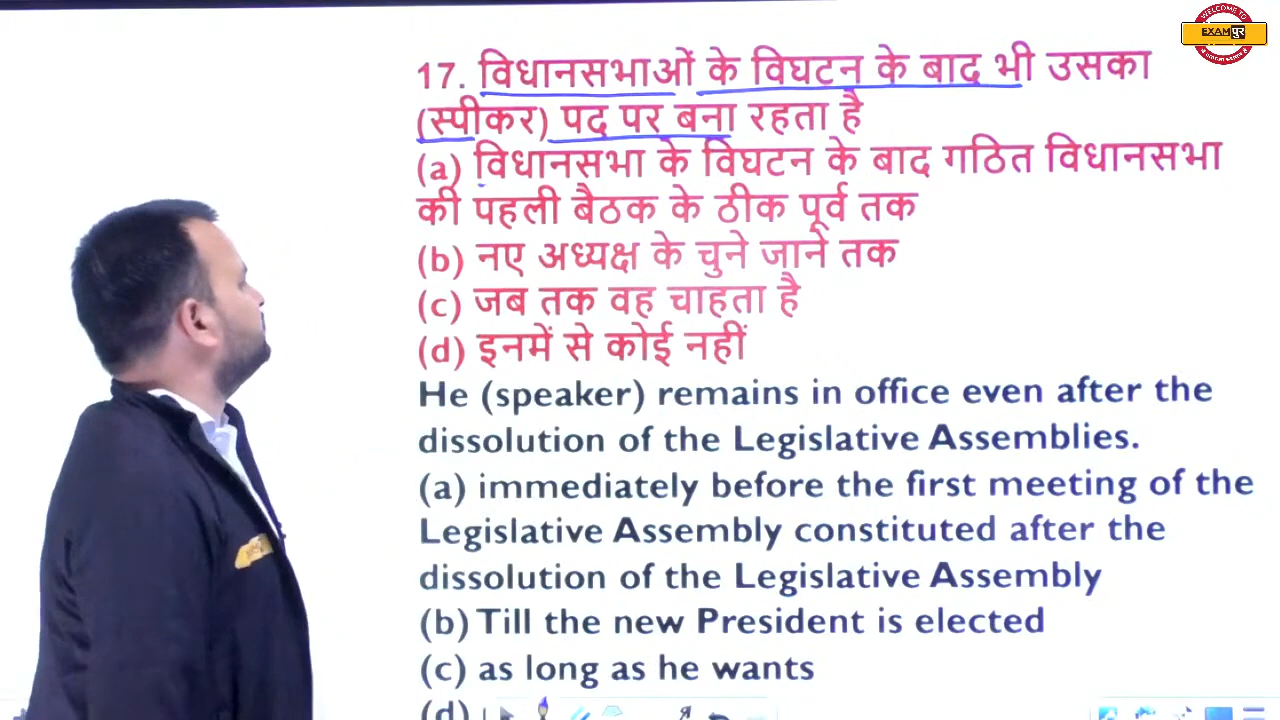 WELCOME TO
EXAMपुर
17. विधानसभाओं के विघटन के बाद भी उसका
(स्पीकर) पद पर बना रहता है
(a) विधानसभा के विघटन के बाद गठित विधानसभा
की पहली बैठक के ठीक पूर्व तक
(b) नए अध्यक्ष के चुने जाने तक
(c) जब तक वह चाहता है
(d) इनमें से कोई नहीं
He (speaker) remains in office even after the
dissolution of the Legislative Assemblies.
(a) immediately before the first meeting of the
Legislative Assembly constituted after the
dissolution of the Legislative Assembly
(b) Till the new President is elected
(c) as long as he wants
(d)